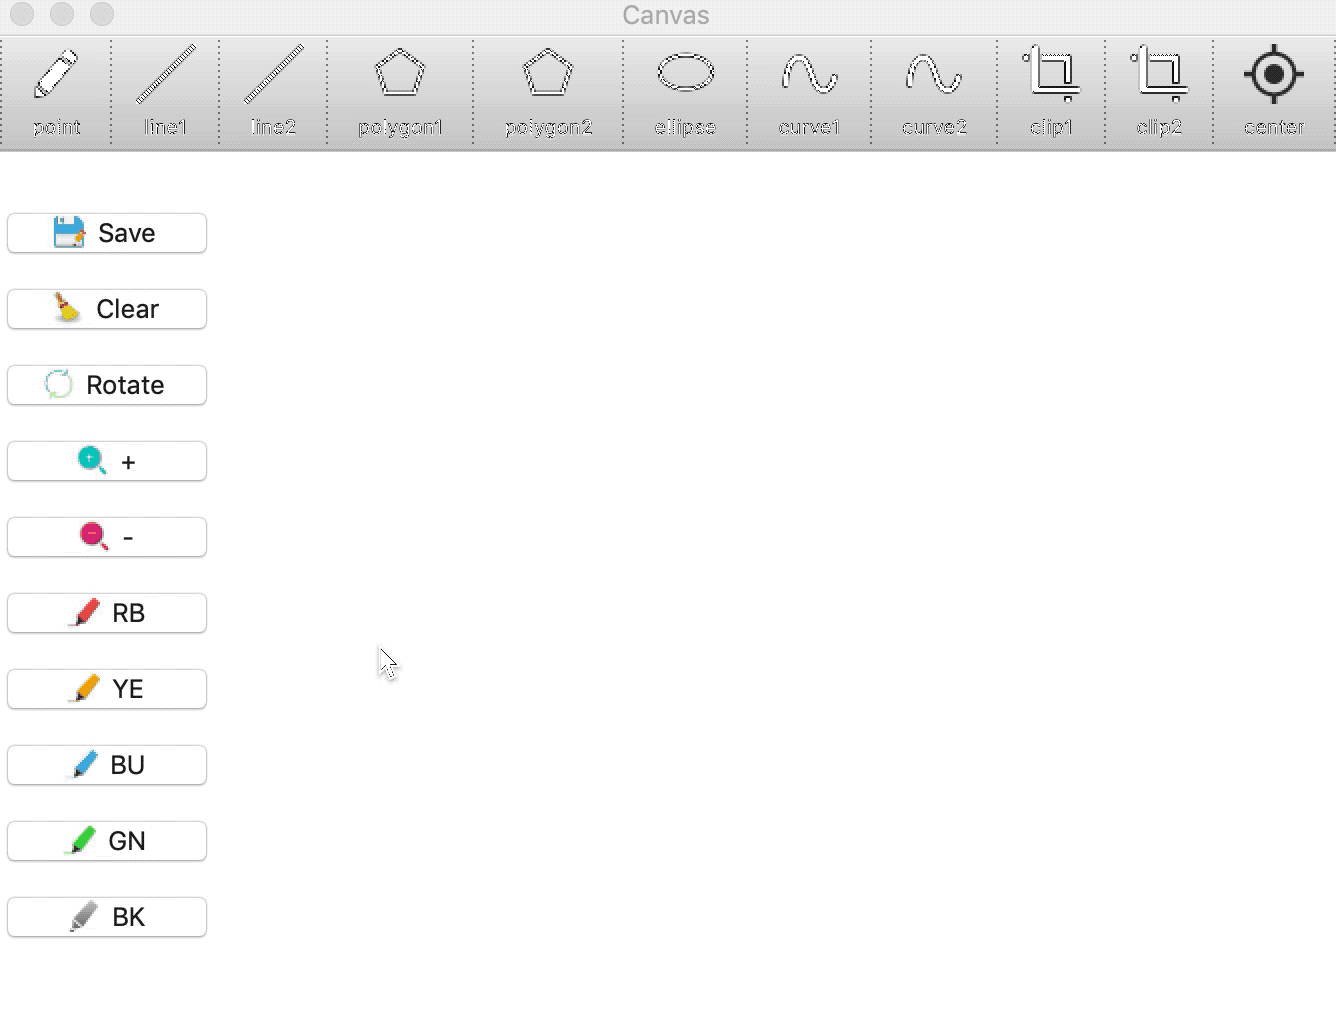 Canvas
point line1 line2 polygon1 polygon2 ellipse curve1 curve2 clip1 clip2 center
Save
Clear
Rotate
+
-
RB
YE
BU
GN
BK